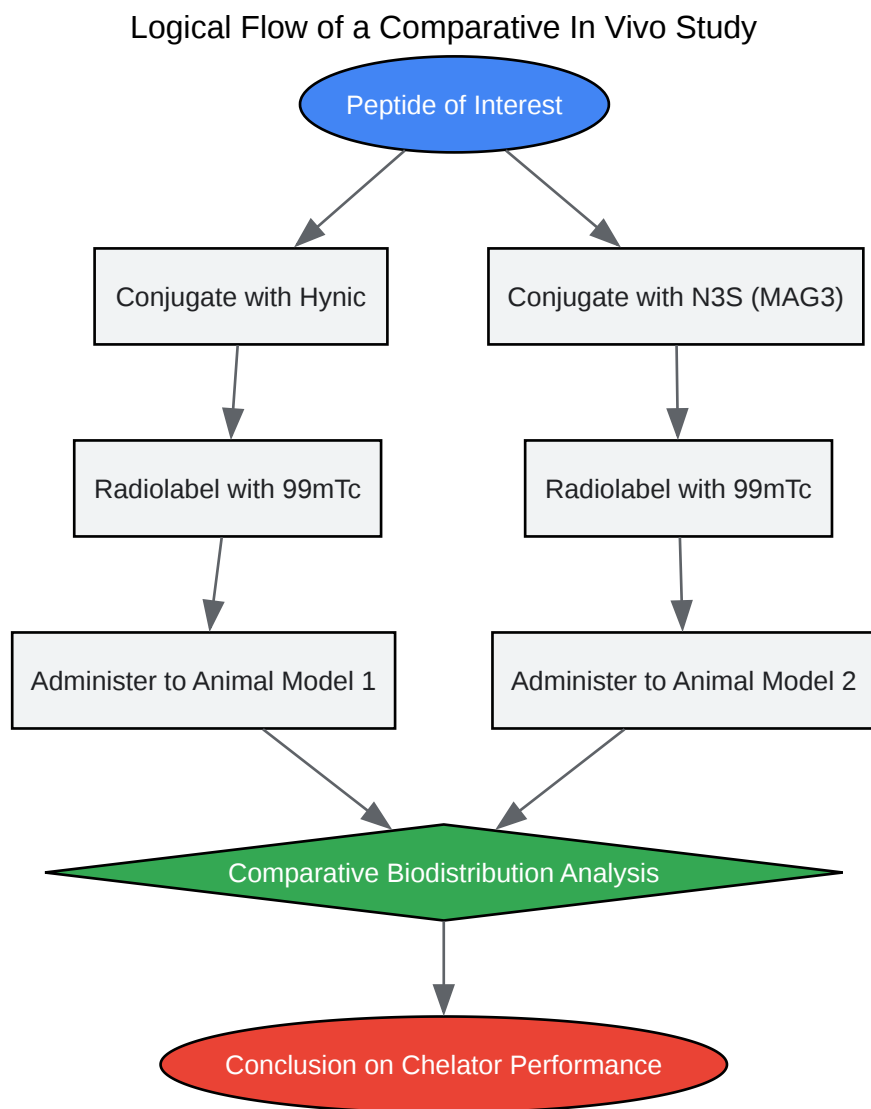 Logical Flow of a Comparative In Vivo Study
Peptide of Interest
Conjugate with Hynic
Conjugate with N3S (MAG3)
Radiolabel with 99mTc
Radiolabel with 99mTc
Administer to Animal Model 1
Administer to Animal Model 2
Comparative Biodistribution Analysis
Conclusion on Chelator Performance